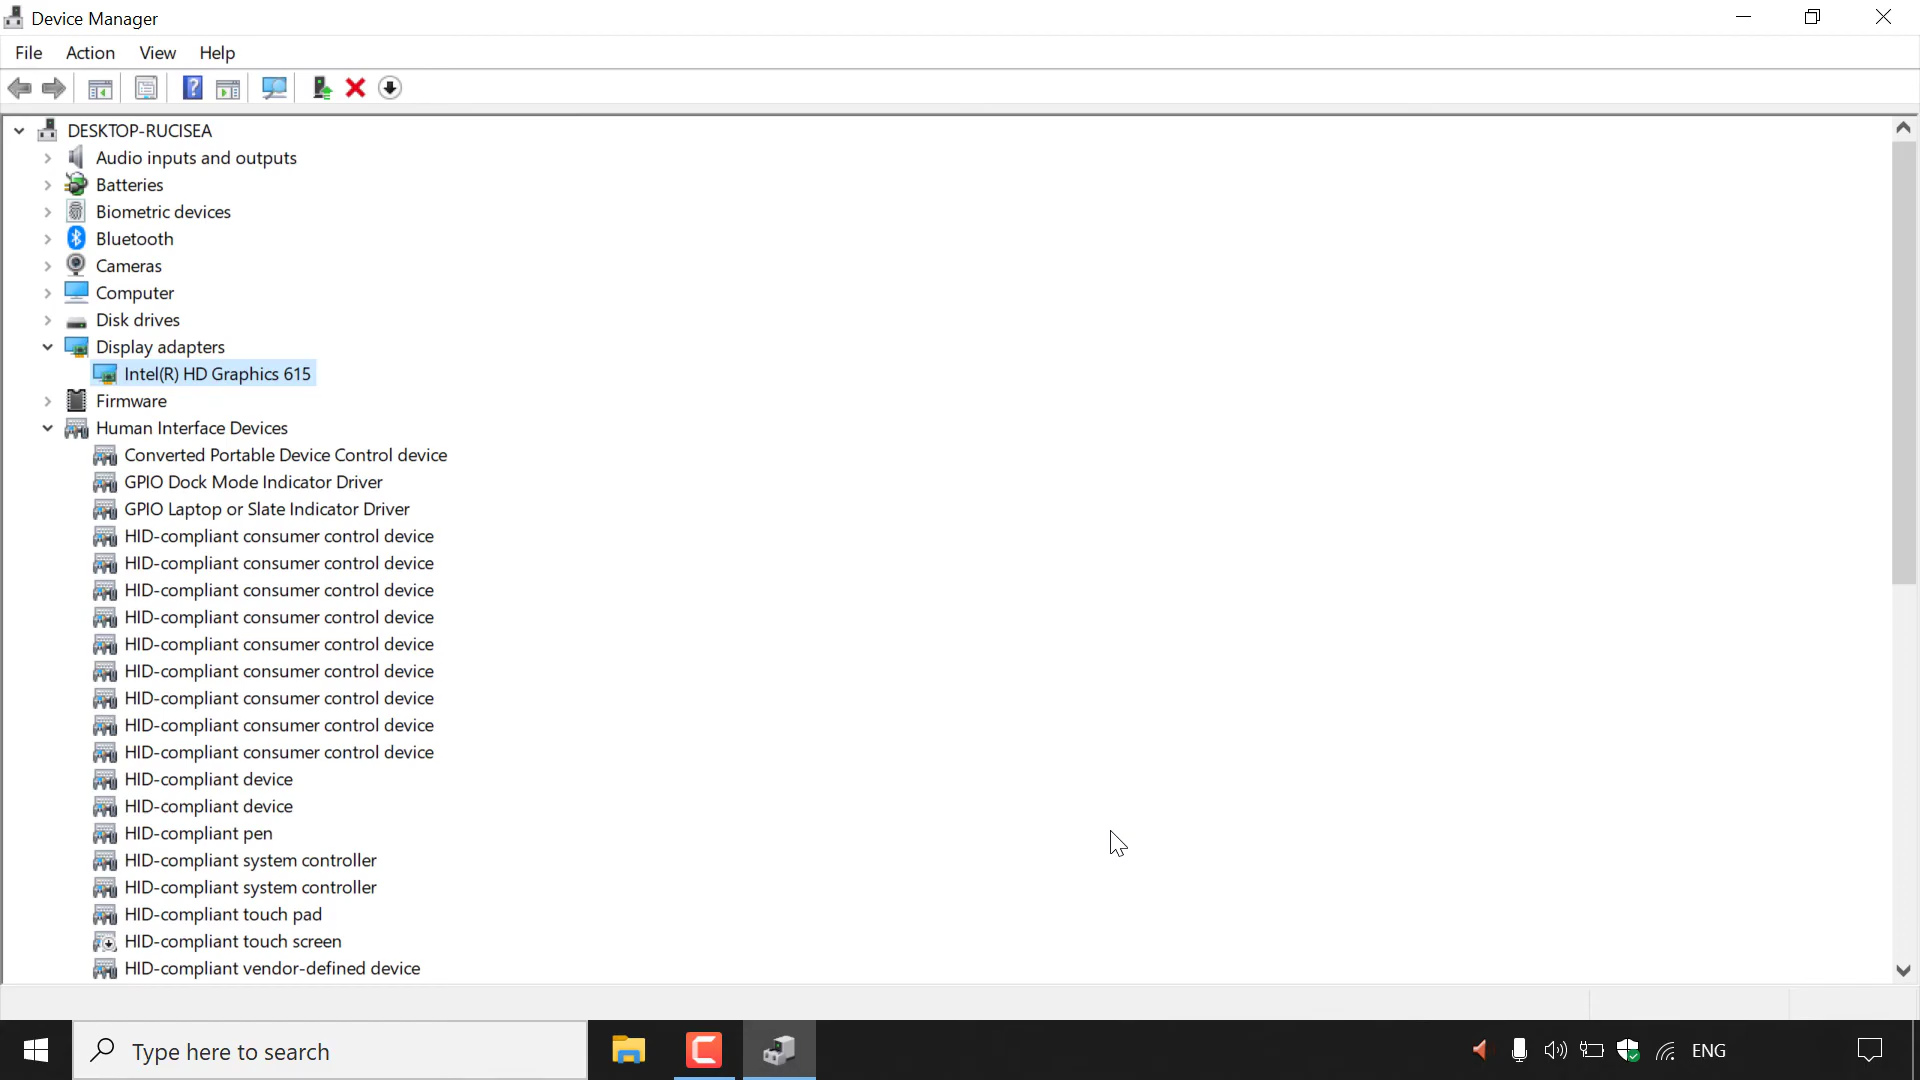 Device Manager
File Action View Help
DESKTOP-RUCISEA
Audio inputs and outputs
Batteries
Biometric devices
Bluetooth
Cameras
Computer
Disk drives
Display adapters
Intel(R) HD Graphics 615
Firmware
Human Interface Devices
Converted Portable Device Control device
GPIO Dock Mode Indicator Driver
GPIO Laptop or Slate Indicator Driver
HID-compliant consumer control device
HID-compliant consumer control device
HID-compliant consumer control device
HID-compliant consumer control device
HID-compliant consumer control device
HID-compliant consumer control device
HID-compliant consumer control device
HID-compliant consumer control device
HID-compliant consumer control device
HID-compliant device
HID-compliant device
HID-compliant pen
HID-compliant system controller
HID-compliant system controller
HID-compliant touch pad
HID-compliant touch screen
HID-compliant vendor-defined device
Type here to search
ENG